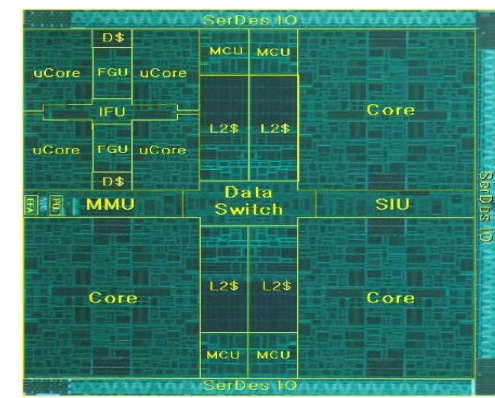 SerDes IO
D$
MCU MCU
uCore FGU uCore
Core
IFU
L2$ L2$
uCore FGU uCore
D$
Data
Switch
MMU
SIU
SerDes IO
L2$ L2$
Core
Core
MCU MCU
SerDes IO